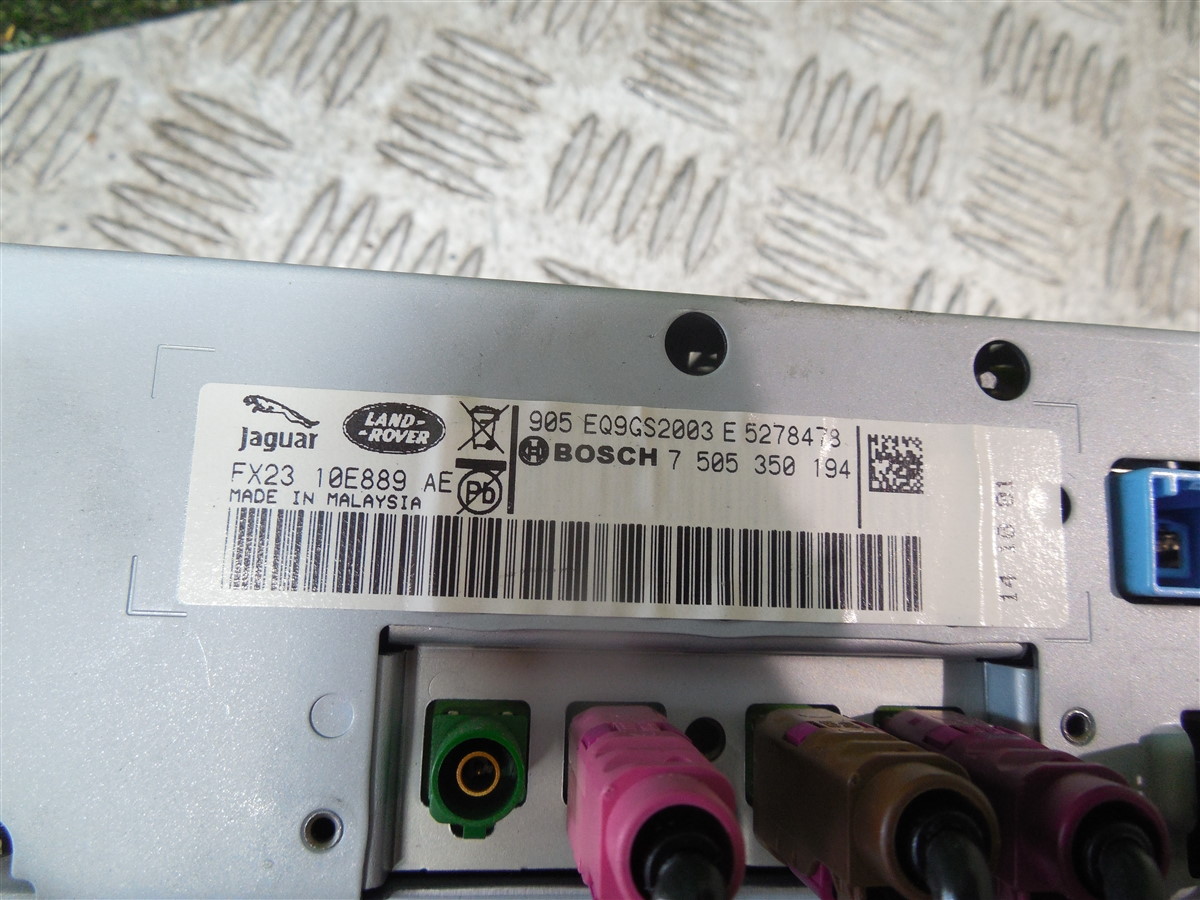 Jaguar
LAND-
-ROVER
905 EQ9GS2003 E 5278478
BOSCH 7 505 350 194
FX23 10E889 AE
Pb
MADE IN MALAYSIA
14 10 01